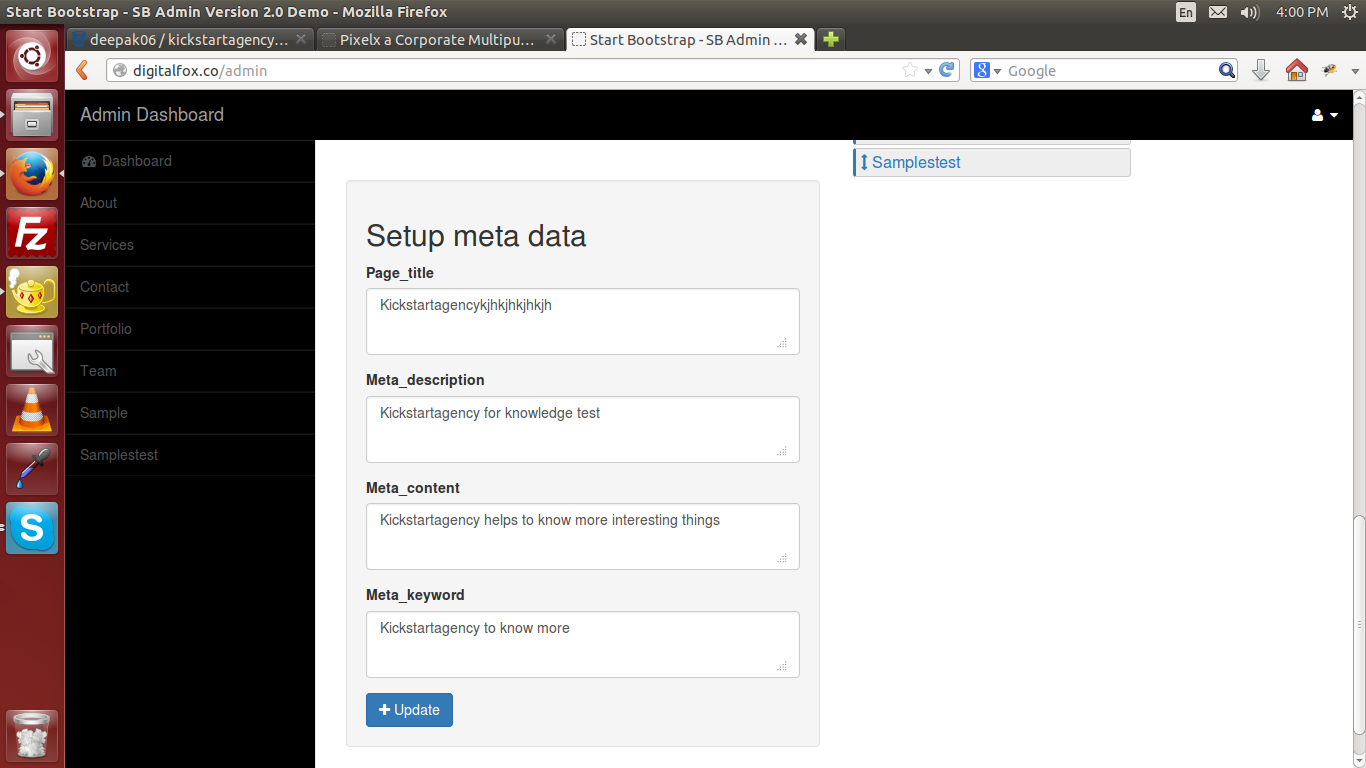 Start Bootstrap - SB Admin Version 2.0 Demo - Mozilla Firefox
En
4:00 PM
deepak06 / kickstartagency...
Pixelx a Corporate Multipu...
Start Bootstrap - SB Admin ...
digitalfox.co/admin
Google
Admin Dashboard
Dashboard
About
Services
Contact
Portfolio
Team
Sample
Samplestest
Samplestest
Setup meta data
Page_title
Kickstartagencykjhkjhkjhkjh
Meta_description
Kickstartagency for knowledge test
Meta_content
Kickstartagency helps to know more interesting things
Meta_keyword
Kickstartagency to know more
Update